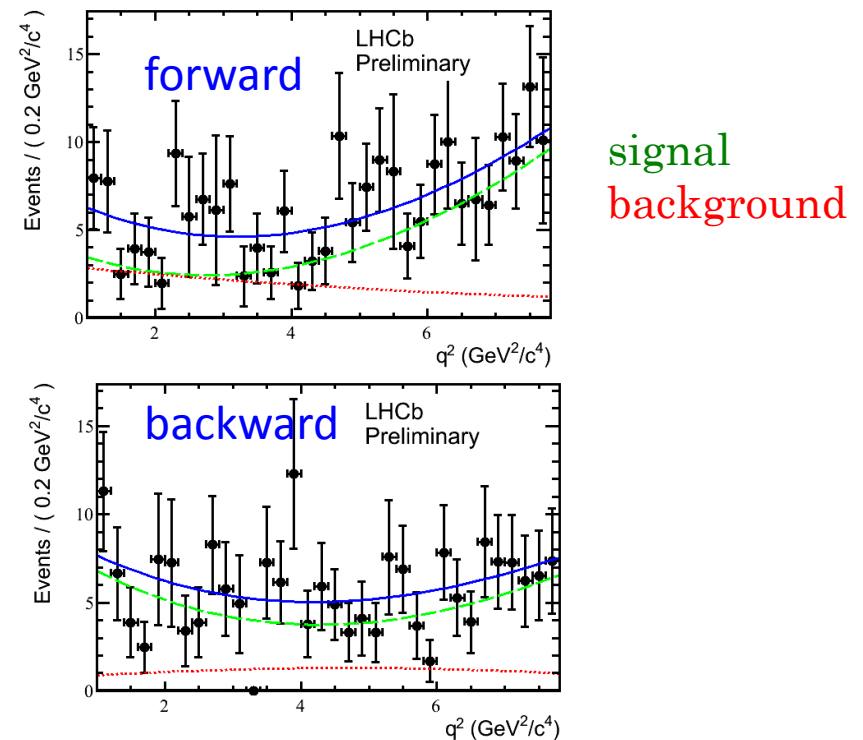 forward
LHCb
Preliminary
Events / ( 0.2 GeV²/c⁴ )
15
10
5
0
2
4
6
q² (GeV²/c⁴)
signal
background
backward
LHCb
Preliminary
Events / ( 0.2 GeV²/c⁴ )
15
10
5
0
2
4
6
q² (GeV²/c⁴)